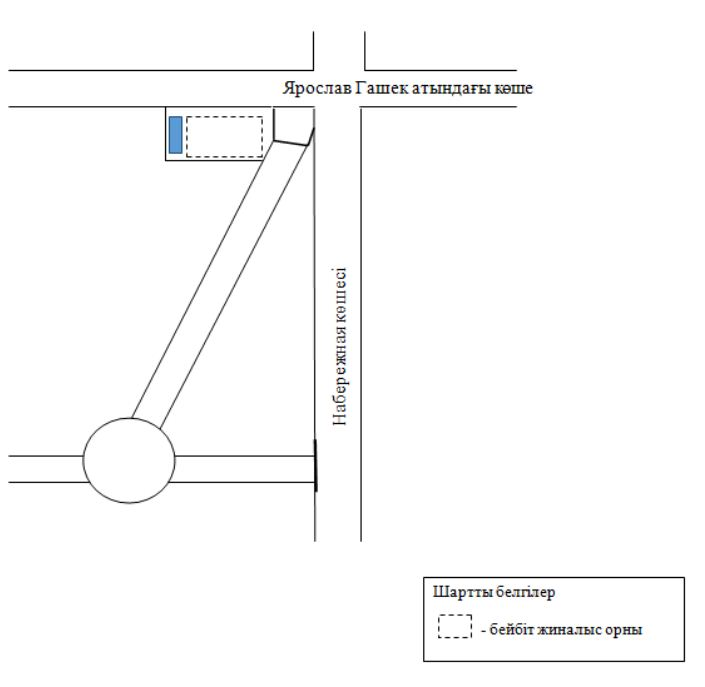 Ярослав Гашек атындағы көше
Набережная көшесі
Шартты белгілер
- бейбіт жиналыс орны